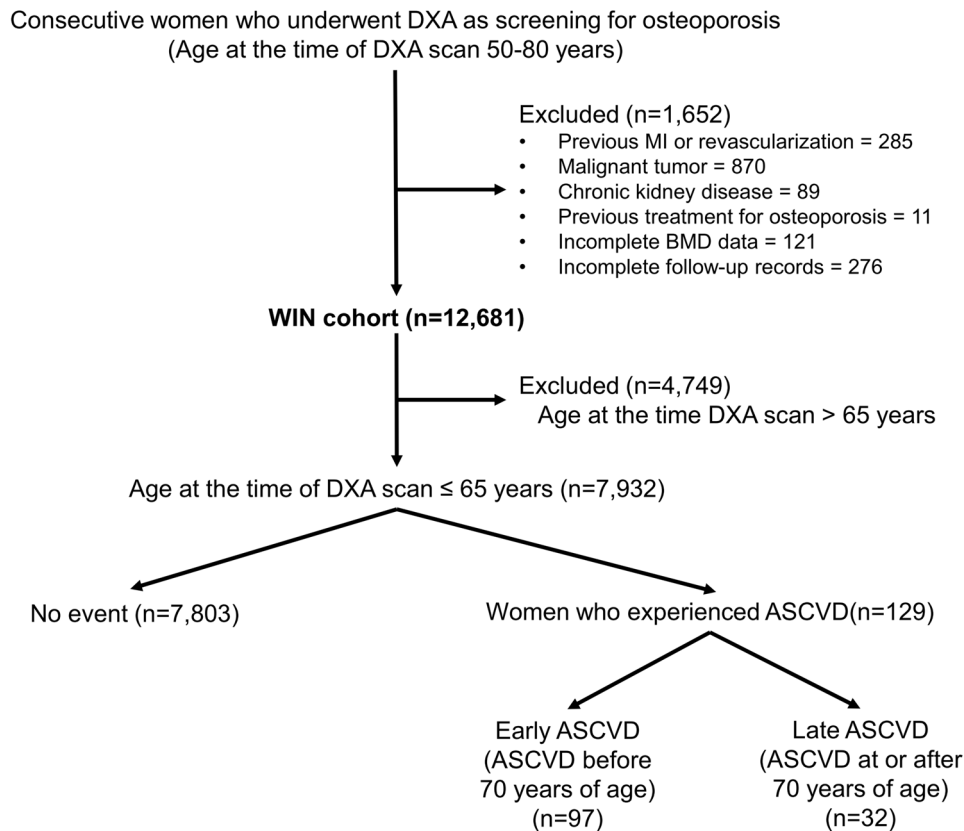 Consecutive women who underwent DXA as screening for osteoporosis
(Age at the time of DXA scan 50-80 years)
Excluded (n=1,652)
• Previous MI or revascularization = 285
• Malignant tumor = 870
• Chronic kidney disease = 89
• Previous treatment for osteoporosis = 11
• Incomplete BMD data = 121
• Incomplete follow-up records = 276
WIN cohort (n=12,681)
Excluded (n=4,749)
Age at the time DXA scan > 65 years
Age at the time of DXA scan ≤ 65 years (n=7,932)
No event (n=7,803)
Women who experienced ASCVD(n=129)
Early ASCVD
(ASCVD before
70 years of age)
(n=97)
Late ASCVD
(ASCVD at or after
70 years of age)
(n=32)